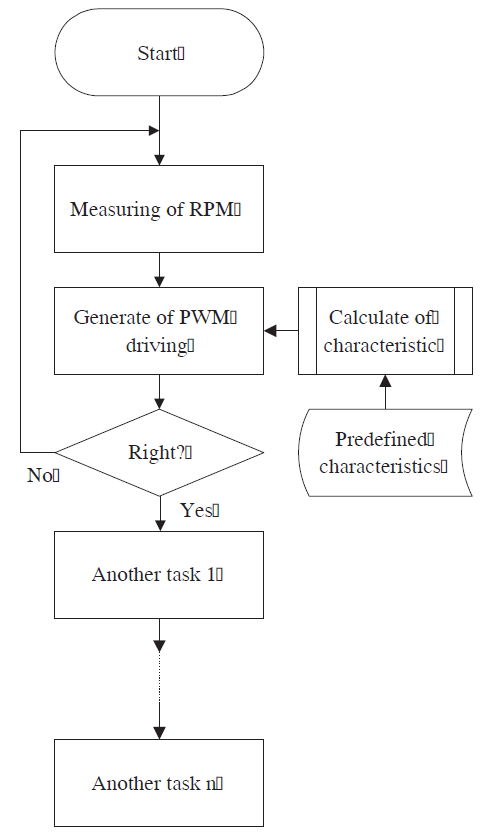 Start
Measuring of RPM
Generate of PWM
driving
Calculate of
characteristic
Right?
Predefined
characteristics
No
Yes
Another task 1
Another task n